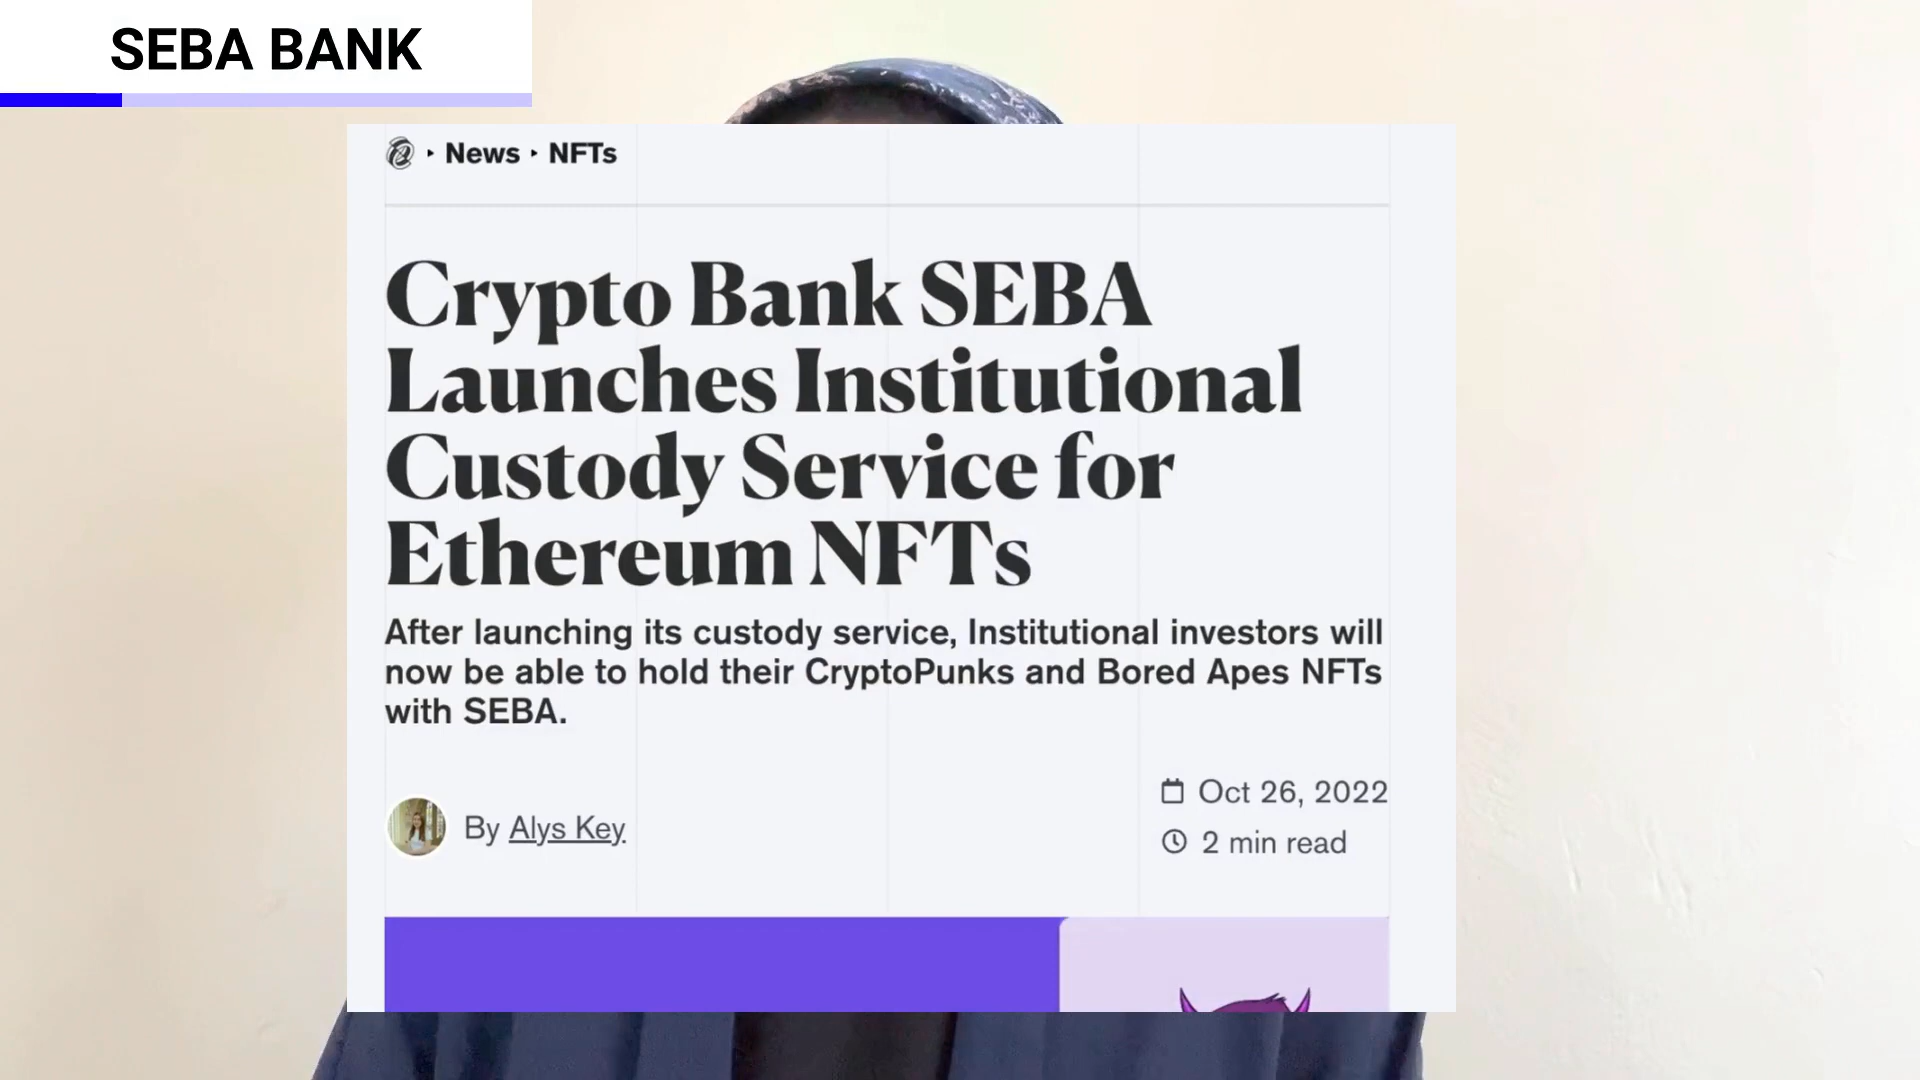 SEBA BANK
News ‣ NFTs
Crypto Bank SEBA
Launches Institutional
Custody Service for
Ethereum NFTs
After launching its custody service, Institutional investors will
now be able to hold their CryptoPunks and Bored Apes NFTs
with SEBA.
By Alys Key
Oct 26, 2022
2 min read